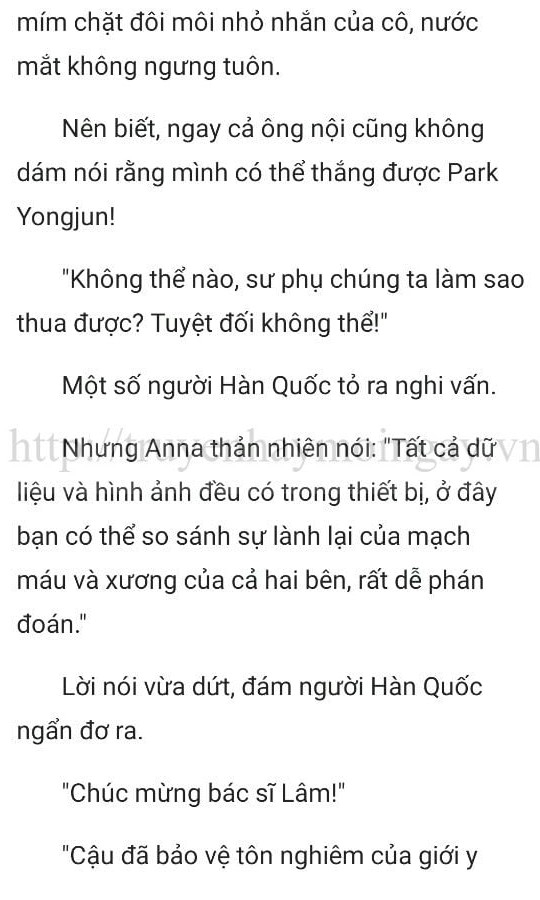 mím chặt đôi môi nhỏ nhắn của cô, nước
mắt không ngưng tuôn.
Nên biết, ngay cả ông nội cũng không
dám nói rằng mình có thể thắng được Park
Yongjun!
"Không thể nào, sư phụ chúng ta làm sao
thua được? Tuyệt đối không thể!"
Một số người Hàn Quốc tỏ ra nghi vấn.
http://truyenhaymoingay.vn
Nhưng Anna thản nhiên nói: "Tất cả dữ
liệu và hình ảnh đều có trong thiết bị, ở đây
bạn có thể so sánh sự lành lại của mạch
máu và xương của cả hai bên, rất dễ phán
đoán."
Lời nói vừa dứt, đám người Hàn Quốc
ngẩn đơ ra.
"Chúc mừng bác sĩ Lâm!"
"Cậu đã bảo vệ tôn nghiêm của giới y